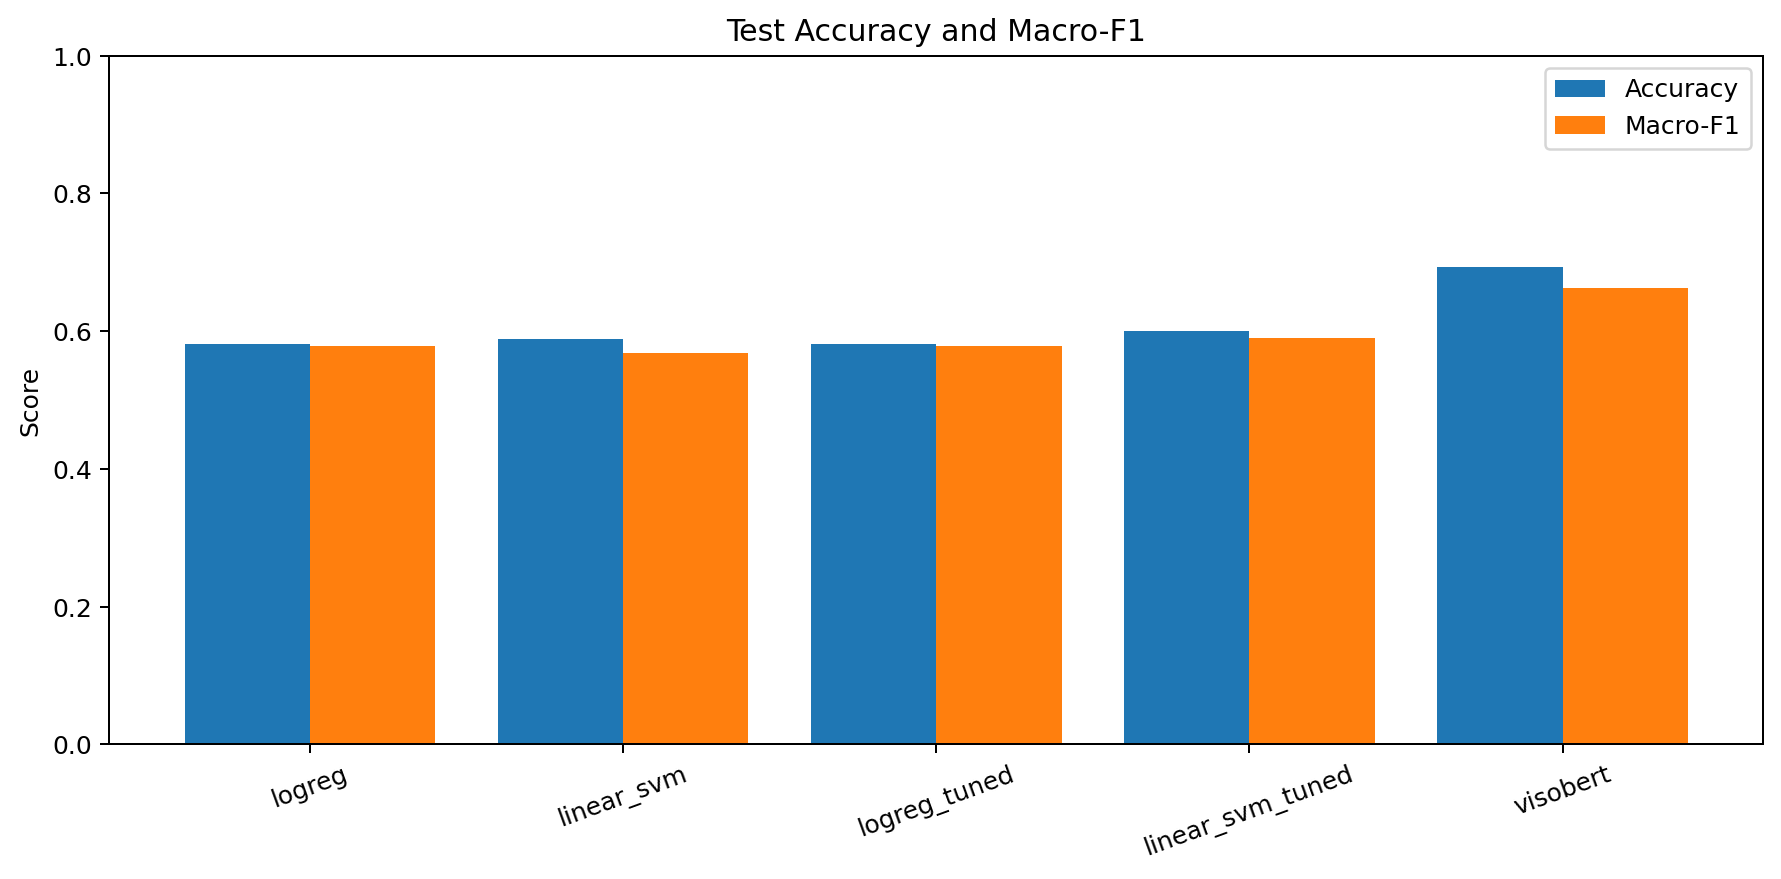 Test Accuracy and Macro-F1
Accuracy
Macro-F1
Score
1.0
0.8
0.6
0.4
0.2
0.0
logreg
linear_svm
logreg_tuned
linear_svm_tuned
visobert